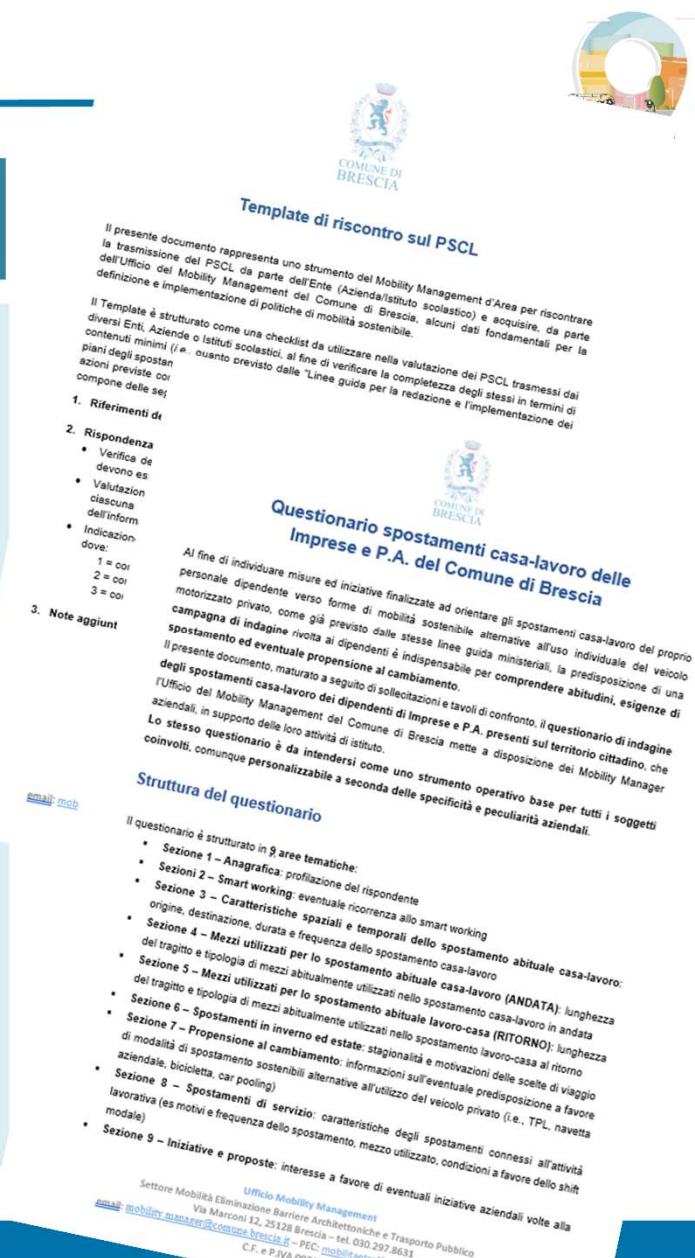 COMUNE DI
BRESCIA
Template di riscontro sul PSCL
Il presente documento rappresenta uno strumento del Mobility Management d'Area per riscontrare
la trasmissione del PSCL da parte dell'Ente (Azienda/Istituto scolastico) e acquisire, da parte
dell'Ufficio del Mobility Management del Comune di Brescia, alcuni dati fondamentali per la
definizione e implementazione di politiche di mobilità sostenibile.
Il Template è strutturato come una checklist da utilizzare nella valutazione dei PSCL trasmessi dai
diversi Enti, Aziende o Istituti scolastici, al fine di verificare la completezza degli stessi in termini di
contenuti minimi (i.e., quanto previsto dalle "Linee guida per la redazione e l'implementazione dei
piani degli spostan
azioni previste cor
compone delle se
1. Riferimenti de
2. Rispondenza
• Verifica de
devono es
• Valutazion
ciascuna
dell'inform
• Indicazion
dove:
1 = cor
2 = cor
3 = cor
3. Note aggiunt
email: mob
COMUNE DI
BRESCIA
Questionario spostamenti casa-lavoro delle
Imprese e P.A. del Comune di Brescia
Al fine di individuare misure ed iniziative finalizzate ad orientare gli spostamenti casa-lavoro del proprio
personale dipendente verso forme di mobilità sostenibile alternative all'uso individuale del veicolo
motorizzato privato, come già previsto dalle stesse linee guida ministeriali, la predisposizione di una
campagna di indagine rivolta ai dipendenti è indispensabile per comprendere abitudini, esigenze di
spostamento ed eventuale propensione al cambiamento.
Il presente documento, maturato a seguito di sollecitazioni e tavoli di confronto, il questionario di indagine
degli spostamenti casa-lavoro dei dipendenti di Imprese e P.A. presenti sul territorio cittadino, che
l'Ufficio del Mobility Management del Comune di Brescia mette a disposizione dei Mobility Manager
aziendali, in supporto delle loro attività di istituto.
Lo stesso questionario è da intendersi come uno strumento operativo base per tutti i soggetti
coinvolti, comunque personalizzabile a seconda delle specificità e peculiarità aziendali.
Struttura del questionario
Il questionario è strutturato in 9 aree tematiche:
• Sezione 1 – Anagrafica: profilazione del rispondente
• Sezioni 2 – Smart working: eventuale ricorrenza allo smart working
• Sezione 3 – Caratteristiche spaziali e temporali dello spostamento abituale casa-lavoro:
origine, destinazione, durata e frequenza dello spostamento casa-lavoro
• Sezione 4 – Mezzi utilizzati per lo spostamento abituale casa-lavoro (ANDATA): lunghezza
del tragitto e tipologia di mezzi abitualmente utilizzati nello spostamento casa-lavoro in andata
• Sezione 5 – Mezzi utilizzati per lo spostamento abituale lavoro-casa (RITORNO): lunghezza
del tragitto e tipologia di mezzi abitualmente utilizzati nello spostamento lavoro-casa al ritorno
• Sezione 6 – Spostamenti in inverno ed estate: stagionalità e motivazioni delle scelte di viaggio
• Sezione 7 – Propensione al cambiamento: informazioni sull'eventuale predisposizione a favore
di modalità di spostamento sostenibili alternative all'utilizzo del veicolo privato (i.e., TPL, navetta
aziendale, bicicletta, car pooling)
• Sezione 8 – Spostamenti di servizio: caratteristiche degli spostamenti connessi all'attività
lavorativa (es motivi e frequenza dello spostamento, mezzo utilizzato, condizioni a favore dello shift
modale)
• Sezione 9 – Iniziative e proposte: interesse a favore di eventuali iniziative aziendali volte alla
Ufficio Mobility Management
Settore Mobilità Eliminazione Barriere Architettoniche e Trasporto Pubblico
Via Marconi 12, 25128 Brescia – tel. 030.297.8631
email: mobility.manager@comune.brescia.it – PEC:
C.F. e P.IVA